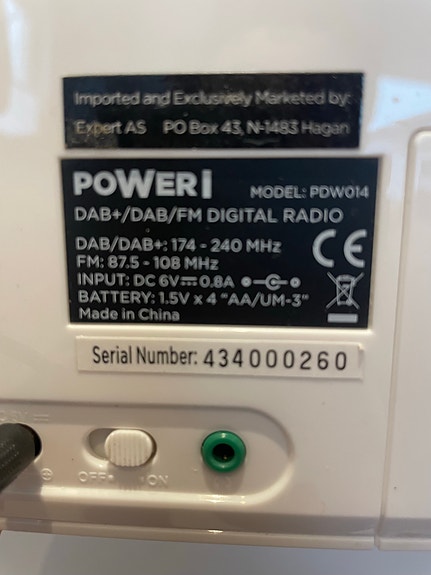 Imported and Exclusively Marketed by:
Expert AS PO Box 43, N-1483 Hagan
POWERI MODEL: PDW014
DAB+/DAB/FM DIGITAL RADIO
DAB/DAB+: 174 - 240 MHz
FM: 87.5 - 108 MHz
CE
INPUT: DC 6V⎓0.8A
BATTERY: 1.5V x 4 "AA/UM-3"
Made in China
Serial Number: 434000260
OFF ON